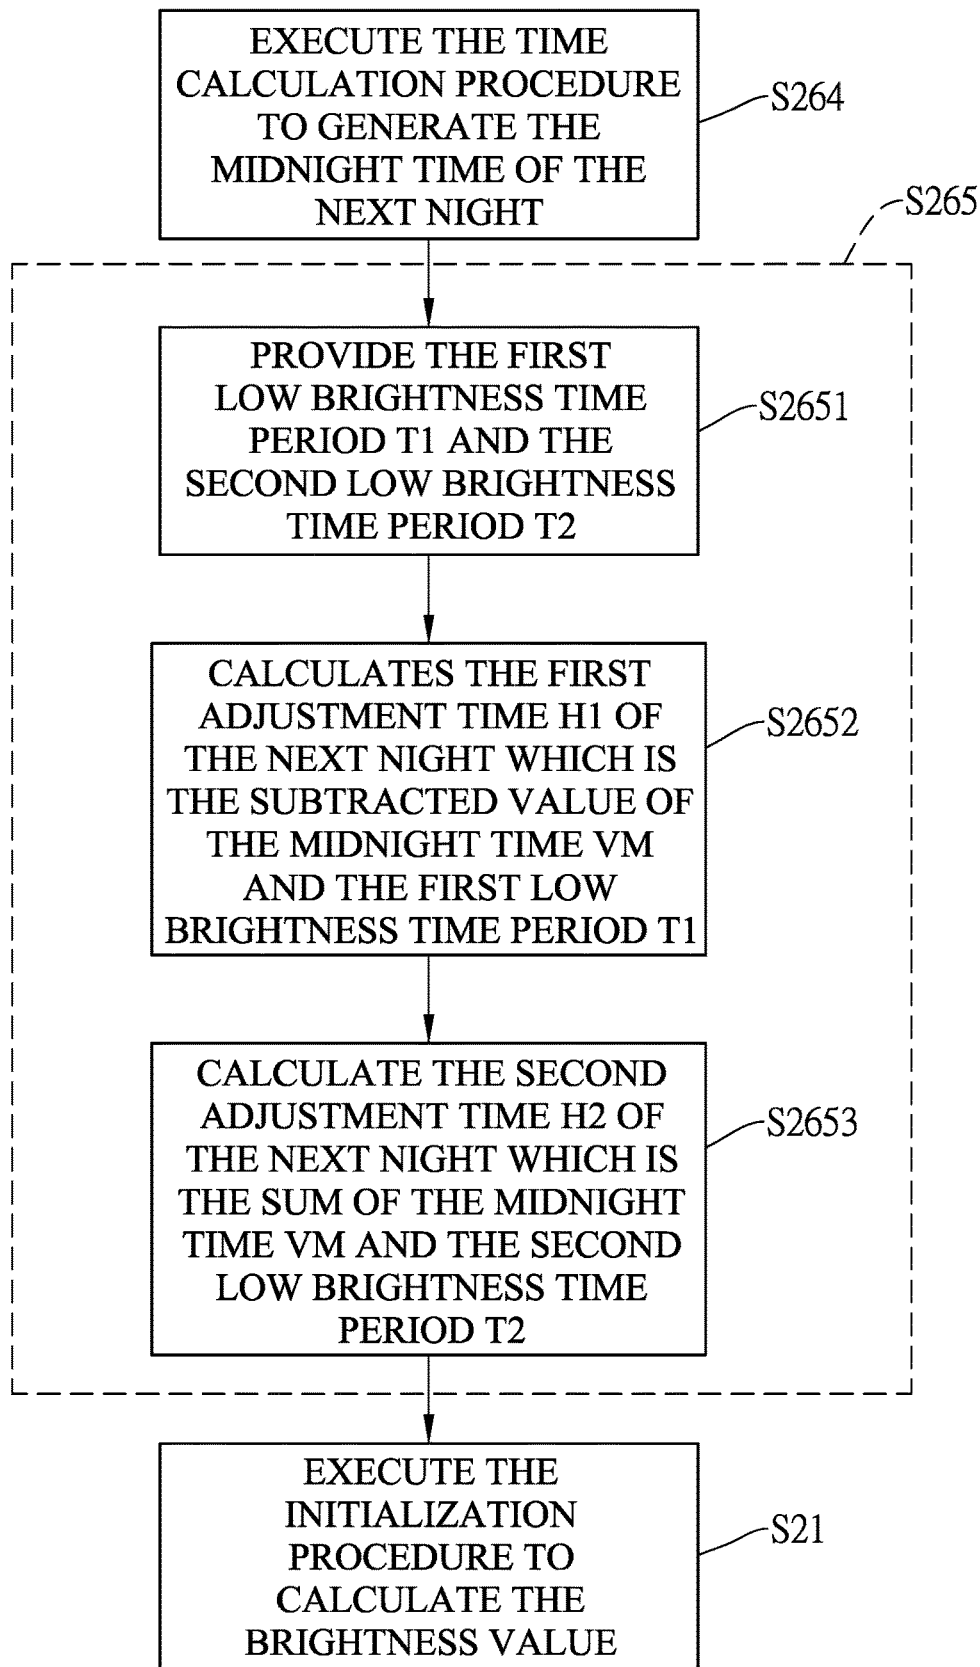 EXECUTE THE TIME
CALCULATION PROCEDURE
TO GENERATE THE
MIDNIGHT TIME OF THE
NEXT NIGHT
S264
S265
PROVIDE THE FIRST
LOW BRIGHTNESS TIME
PERIOD T1 AND THE
SECOND LOW BRIGHTNESS
TIME PERIOD T2
S2651
CALCULATES THE FIRST
ADJUSTMENT TIME H1 OF
THE NEXT NIGHT WHICH IS
THE SUBTRACTED VALUE OF
THE MIDNIGHT TIME VM
AND THE FIRST LOW
BRIGHTNESS TIME PERIOD T1
S2652
CALCULATE THE SECOND
ADJUSTMENT TIME H2 OF
THE NEXT NIGHT WHICH IS
THE SUM OF THE MIDNIGHT
TIME VM AND THE SECOND
LOW BRIGHTNESS TIME
PERIOD T2
S2653
EXECUTE THE
INITIALIZATION
PROCEDURE TO
CALCULATE THE
BRIGHTNESS VALUE
S21